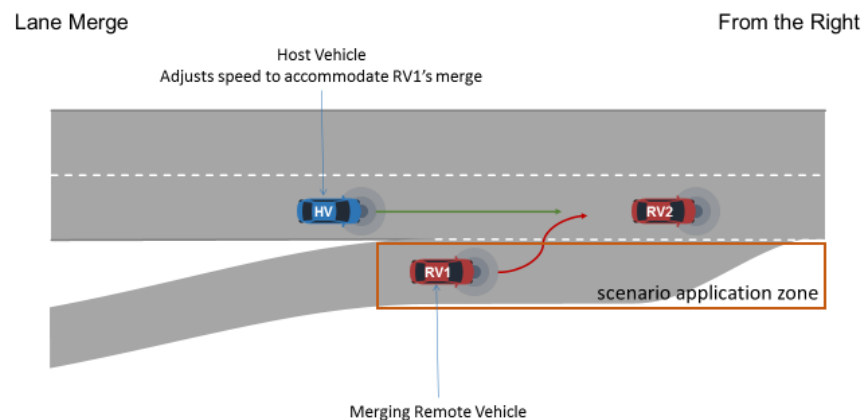 Lane Merge
From the Right
Host Vehicle
Adjusts speed to accommodate RV1's merge
HV
RV2
RV1
scenario application zone
Merging Remote Vehicle